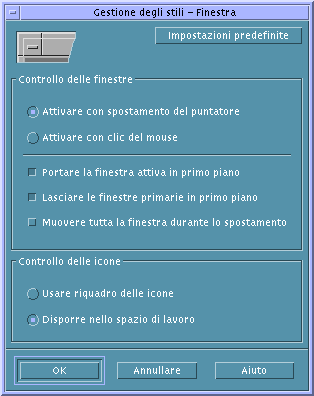 Gestione degli stili – Finestra
Impostazioni predefinite
Controllo delle finestre
Attivare con spostamento del puntatore
Attivare con clic del mouse
Portare la finestra attiva in primo piano
Lasciare le finestre primarie in primo piano
Muovere tutta la finestra durante lo spostamento
Controllo delle icone
Usare riquadro delle icone
Disporre nello spazio di lavoro
OK Annullare Aiuto